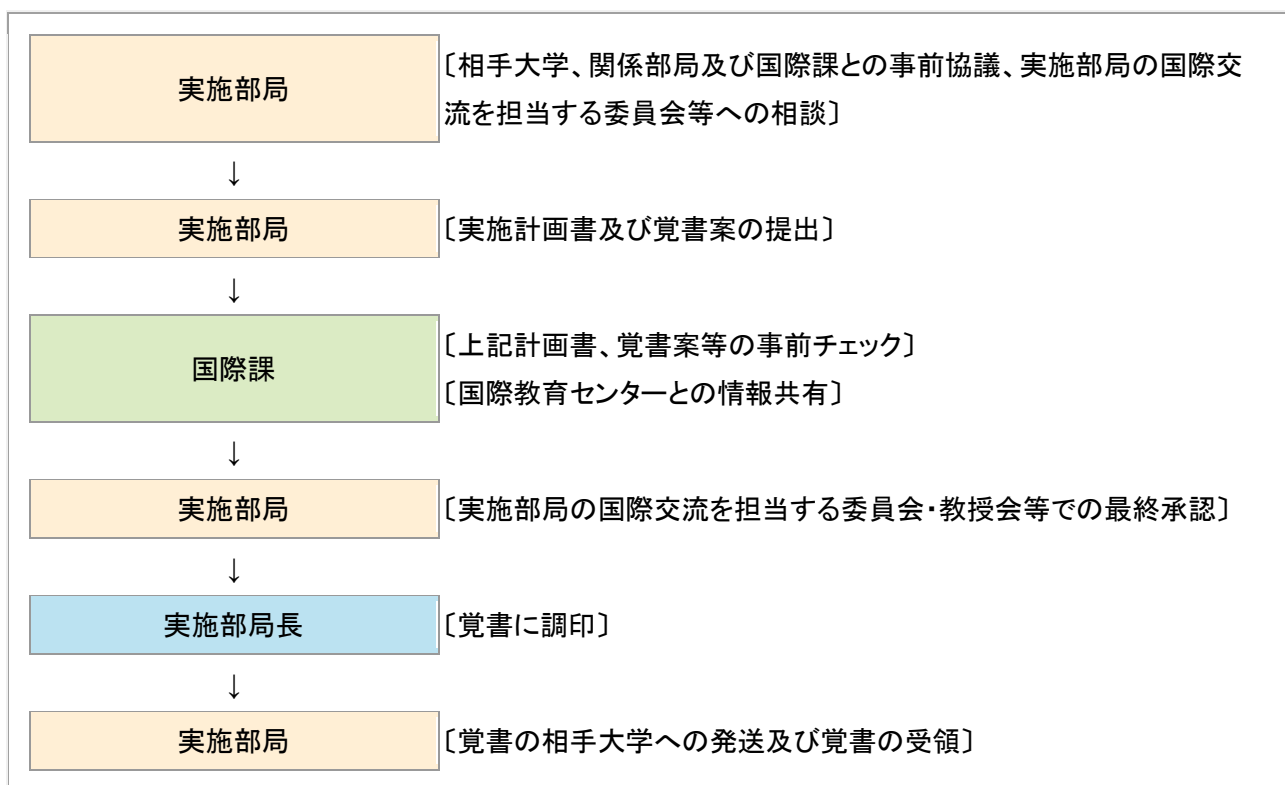 実施部局
〔相手大学、関係部局及び国際課との事前協議、実施部局の国際交
流を担当する委員会等への相談〕
↓
実施部局
〔実施計画書及び覚書案の提出〕
↓
国際課
〔上記計画書、覚書案等の事前チェック〕
〔国際教育センターとの情報共有〕
↓
実施部局
〔実施部局の国際交流を担当する委員会・教授会等での最終承認〕
↓
実施部局長
〔覚書に調印〕
↓
実施部局
〔覚書の相手大学への発送及び覚書の受領〕